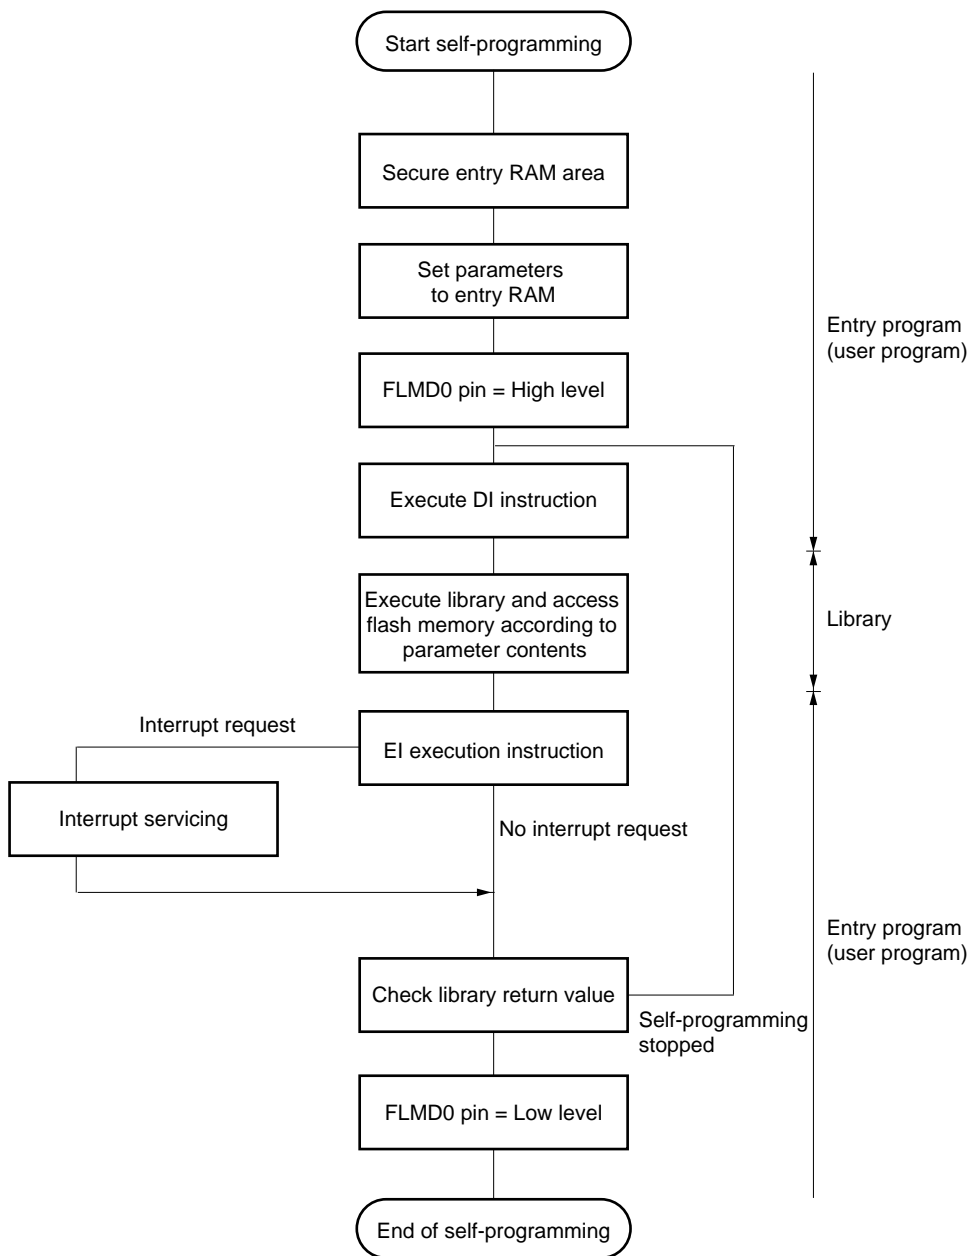 Start self-programming
Secure entry RAM area
Set parameters
to entry RAM
Entry program
(user program)
FLMD0 pin = High level
Execute DI instruction
Execute library and access
flash memory according to
parameter contents
Library
Interrupt request
EI execution instruction
Interrupt servicing
No interrupt request
Entry program
(user program)
Check library return value
Self-programming
stopped
FLMD0 pin = Low level
End of self-programming